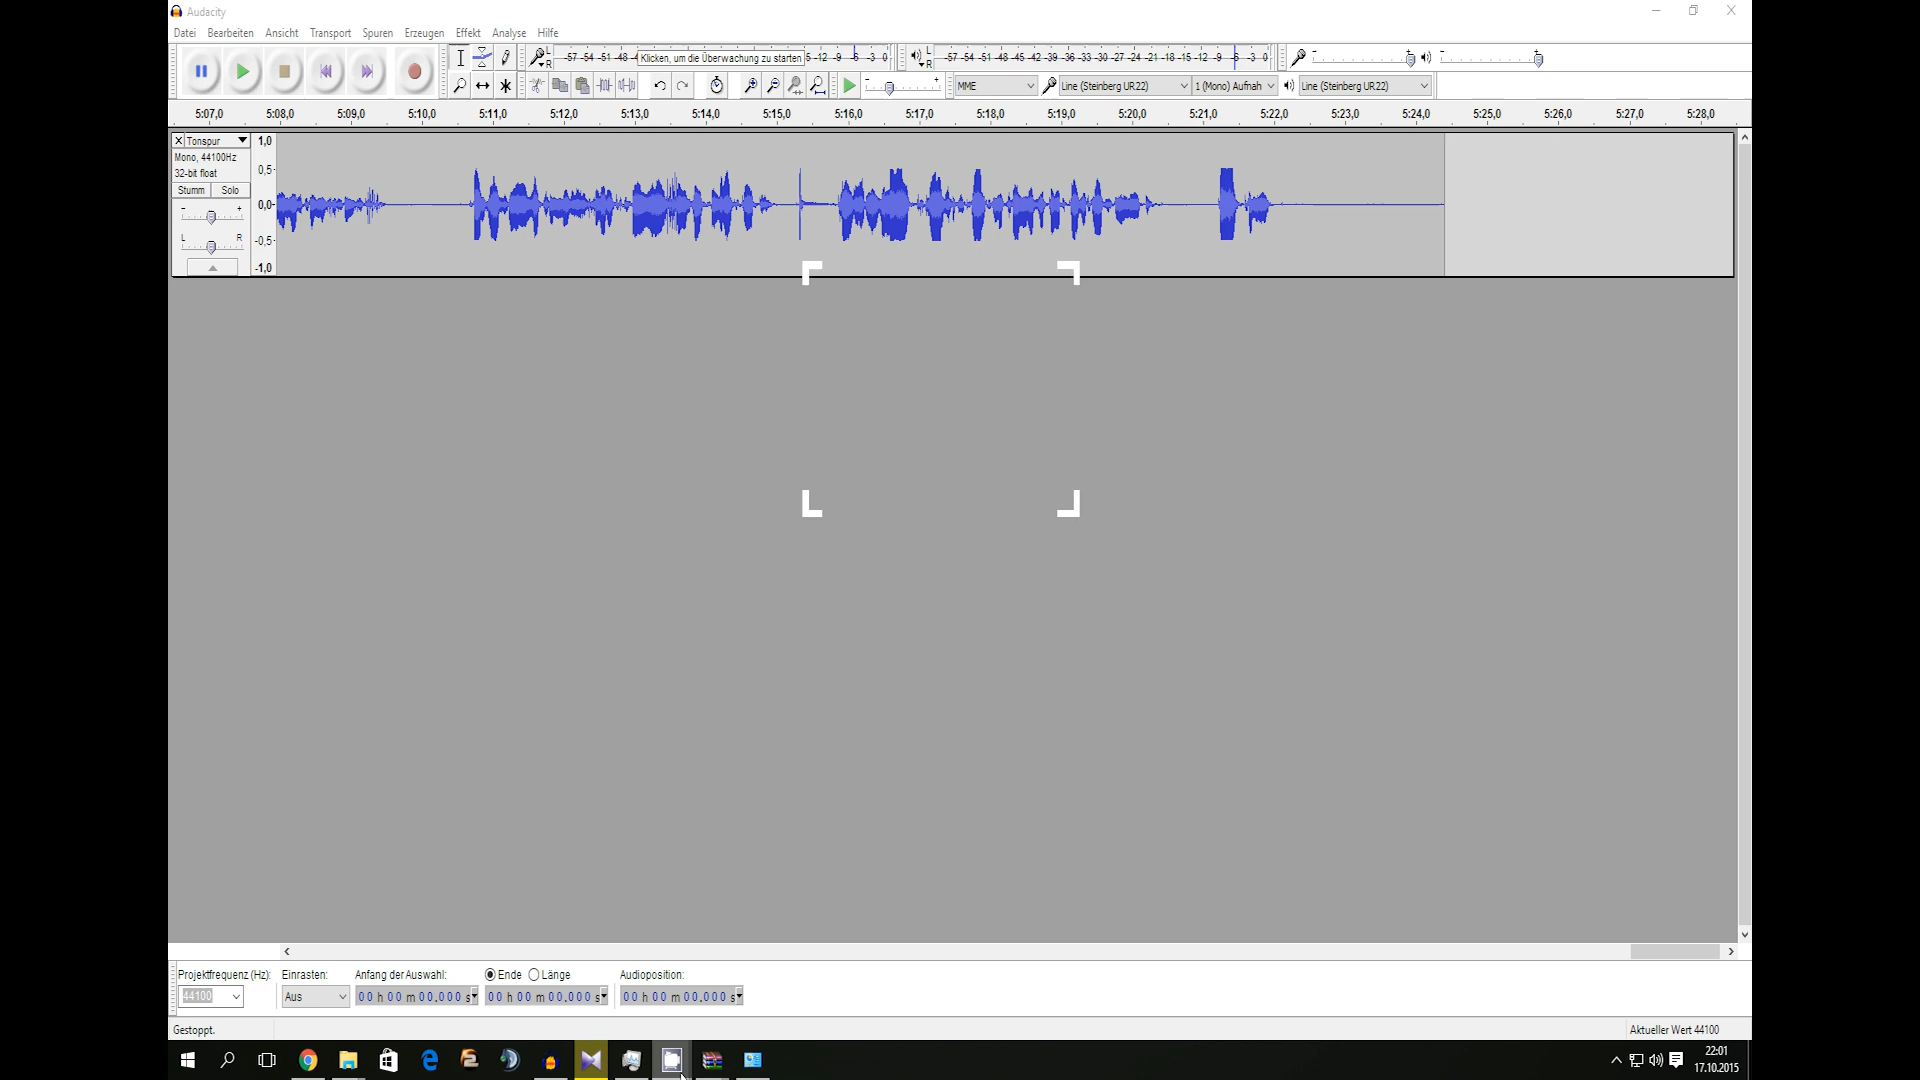 Audacity
Datei Bearbeiten Ansicht Transport Spuren Erzeugen Effekt Analyse Hilfe
L
R
-57 -54 -51 -48 Klicken, um die Überwachung zu starten -12 -9 -6 -3 0
L
R
-57 -54 -51 -48 -45 -42 -39 -36 -33 -30 -27 -24 -21 -18 -15 -12 -9 -6 -3 0
MME Line (Steinberg UR22) 1 (Mono) Aufnah Line (Steinberg UR22)
5:07,0 5:08,0 5:09,0 5:10,0 5:11,0 5:12,0 5:13,0 5:14,0 5:15,0 5:16,0 5:17,0 5:18,0 5:19,0 5:20,0 5:21,0 5:22,0 5:23,0 5:24,0 5:25,0 5:26,0 5:27,0 5:28,0
Tonspur 1,0
Mono, 44100Hz
32-bit float 0,5
Stumm Solo
0,0
L R -0,5
-1,0
Projektfrequenz (Hz): Einrasten: Anfang der Auswahl: Ende Länge Audioposition:
44100 Aus 00 h 00 m 00,000 s 00 h 00 m 00,000 s 00 h 00 m 00,000 s
Gestoppt. Aktueller Wert 44100
22:01
17.10.2015